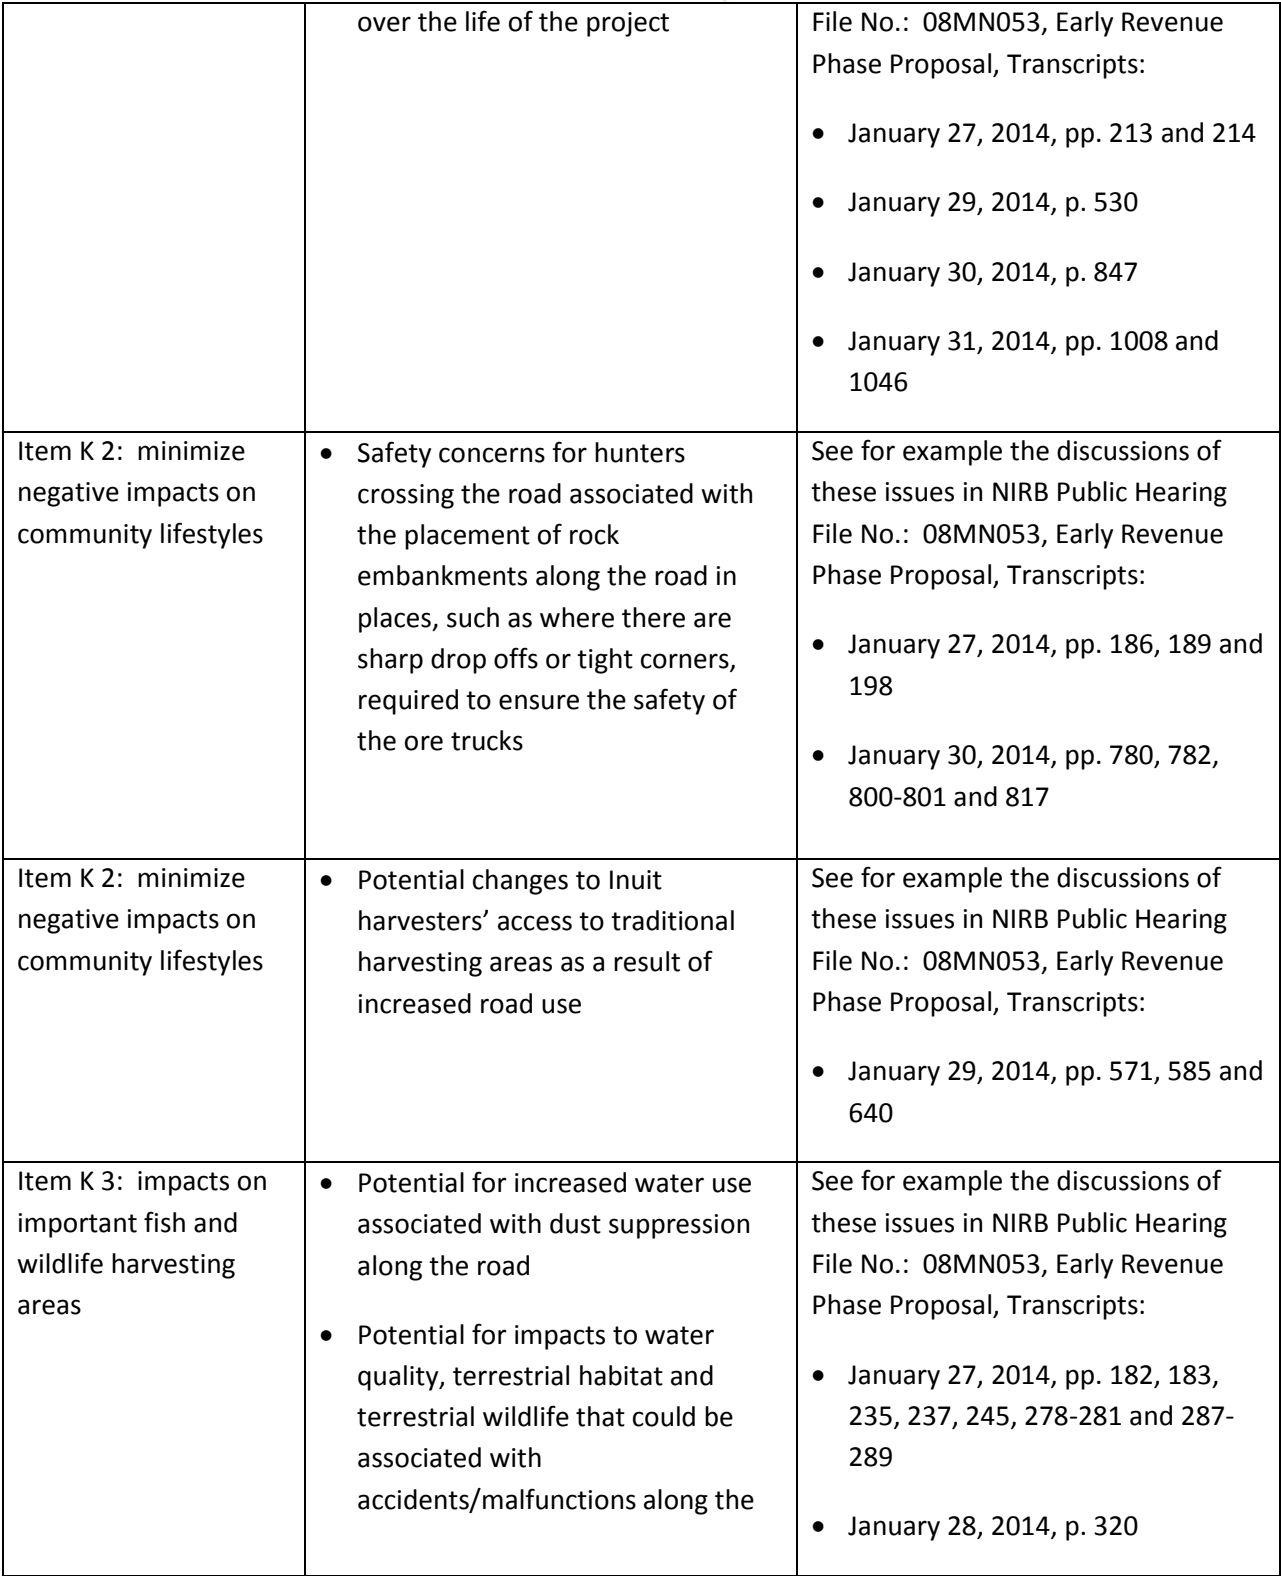 over the life of the project
File No.: 08MN053, Early Revenue
Phase Proposal, Transcripts:
• January 27, 2014, pp. 213 and 214
• January 29, 2014, p. 530
• January 30, 2014, p. 847
• January 31, 2014, pp. 1008 and
1046
Item K 2: minimize
negative impacts on
community lifestyles
• Safety concerns for hunters
crossing the road associated with
the placement of rock
embankments along the road in
places, such as where there are
sharp drop offs or tight corners,
required to ensure the safety of
the ore trucks
See for example the discussions of
these issues in NIRB Public Hearing
File No.: 08MN053, Early Revenue
Phase Proposal, Transcripts:
• January 27, 2014, pp. 186, 189 and
198
• January 30, 2014, pp. 780, 782,
800-801 and 817
Item K 2: minimize
negative impacts on
community lifestyles
• Potential changes to Inuit
harvesters’ access to traditional
harvesting areas as a result of
increased road use
See for example the discussions of
these issues in NIRB Public Hearing
File No.: 08MN053, Early Revenue
Phase Proposal, Transcripts:
• January 29, 2014, pp. 571, 585 and
640
Item K 3: impacts on
important fish and
wildlife harvesting
areas
• Potential for increased water use
associated with dust suppression
along the road
• Potential for impacts to water
quality, terrestrial habitat and
terrestrial wildlife that could be
associated with
accidents/malfunctions along the
See for example the discussions of
these issues in NIRB Public Hearing
File No.: 08MN053, Early Revenue
Phase Proposal, Transcripts:
• January 27, 2014, pp. 182, 183,
235, 237, 245, 278-281 and 287-
289
• January 28, 2014, p. 320